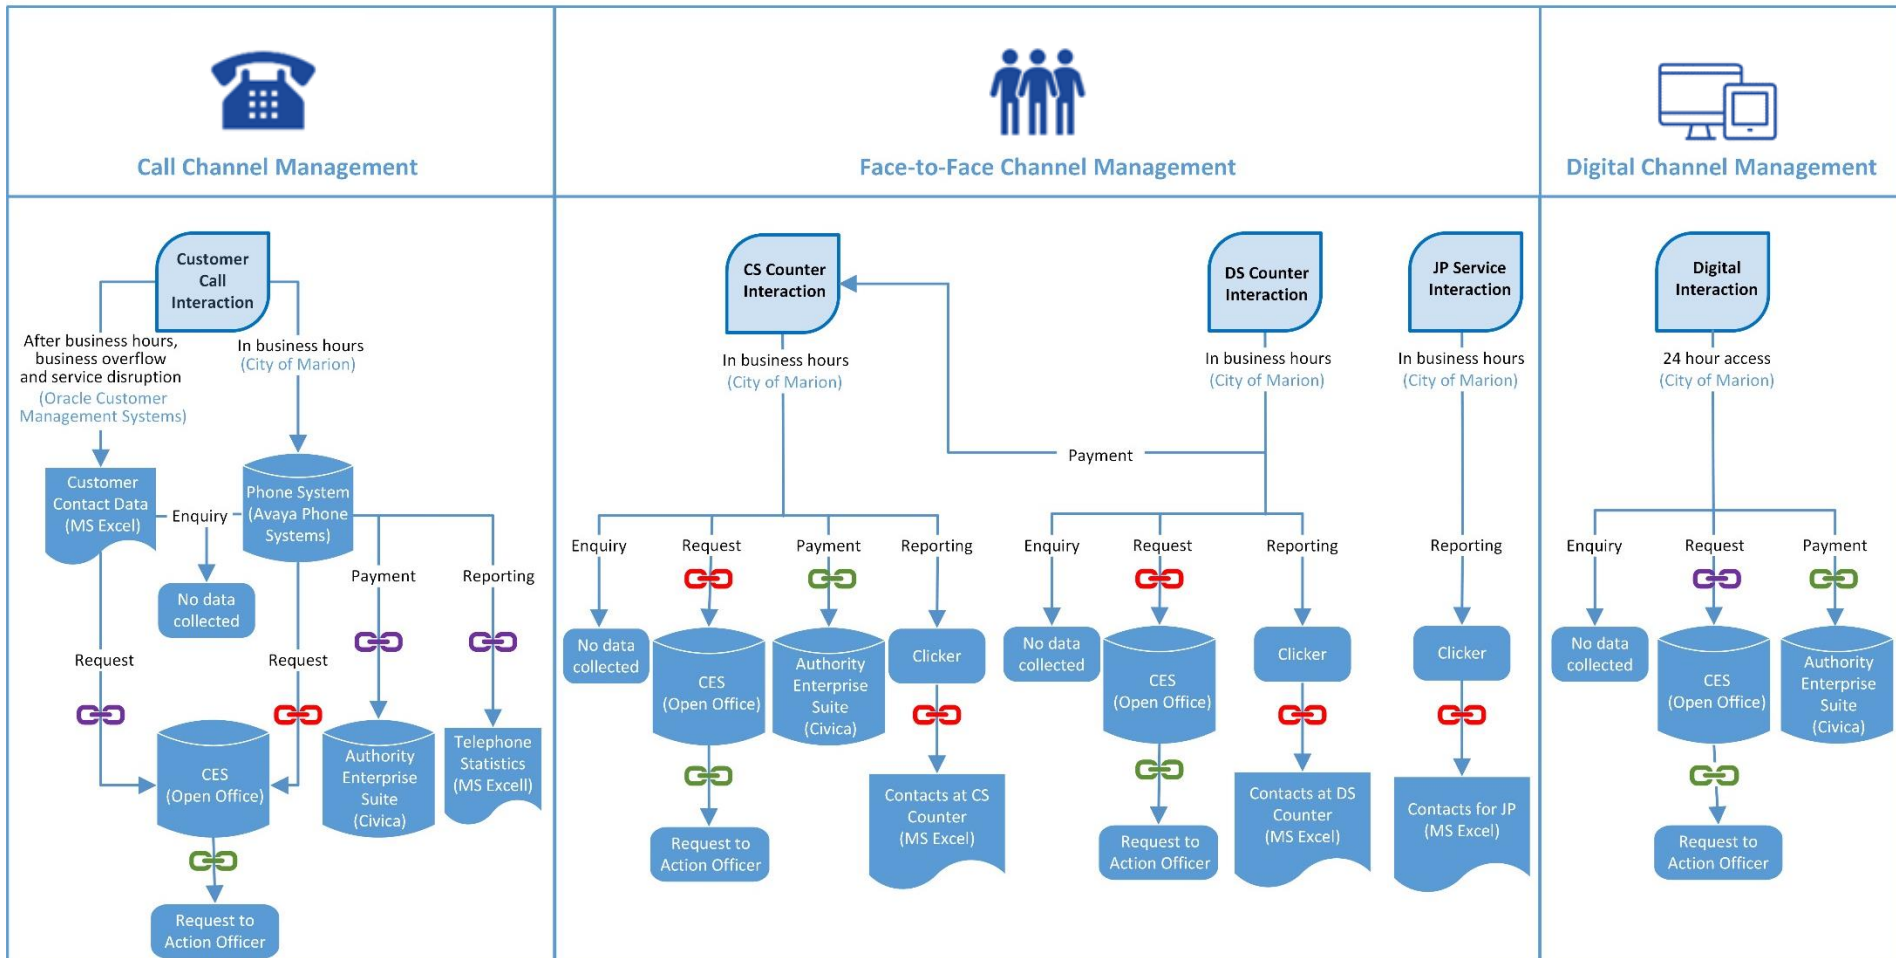 Call Channel Management
Face-to-Face Channel Management
Digital Channel Management
Customer
Call
Interaction
After business hours,
business overflow
and service disruption
(Oracle Customer
Management Systems)
In business hours
(City of Marion)
Customer
Contact Data
(MS Excel)
Enquiry
Phone System
(Avaya Phone
Systems)
No data
collected
Payment
Reporting
Request
Request
CES
(Open Office)
Authority
Enterprise
Suite
(Civica)
Telephone
Statistics
(MS Excell)
Request to
Action Officer
CS Counter
Interaction
In business hours
(City of Marion)
Payment
Enquiry
Request
Payment
Reporting
No data
collected
CES
(Open Office)
Authority
Enterprise
Suite
(Civica)
Clicker
Request to
Action Officer
Contacts at CS
Counter
(MS Excel)
DS Counter
Interaction
In business hours
(City of Marion)
Enquiry
Request
Reporting
No data
collected
CES
(Open Office)
Clicker
Request to
Action Officer
Contacts at DS
Counter
(MS Excel)
JP Service
Interaction
In business hours
(City of Marion)
Reporting
Clicker
Contacts for JP
(MS Excel)
Digital
Interaction
24 hour access
(City of Marion)
Enquiry
Request
Payment
No data
collected
CES
(Open Office)
Authority
Enterprise
Suite
(Civica)
Request to
Action Officer